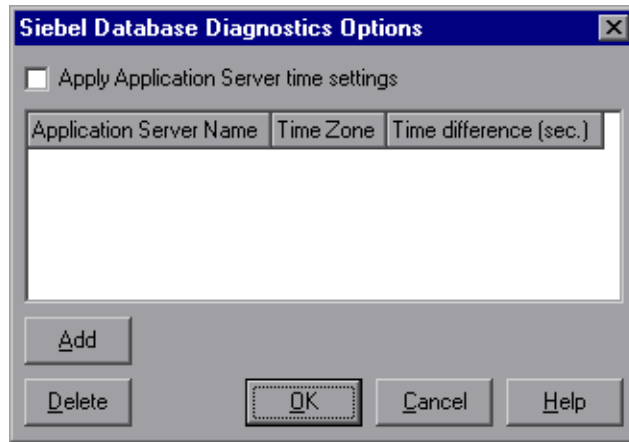 Siebel Database Diagnostics Options
Apply Application Server time settings
Application Server Name Time Zone Time difference (sec.)
Add
Delete OK Cancel Help